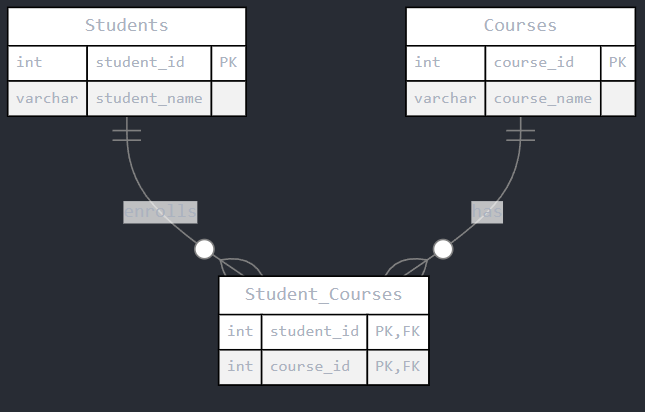 Students
int student_id PK
varchar student_name
Courses
int course_id PK
varchar course_name
enrolls
has
Student_Courses
int student_id PK,FK
int course_id PK,FK